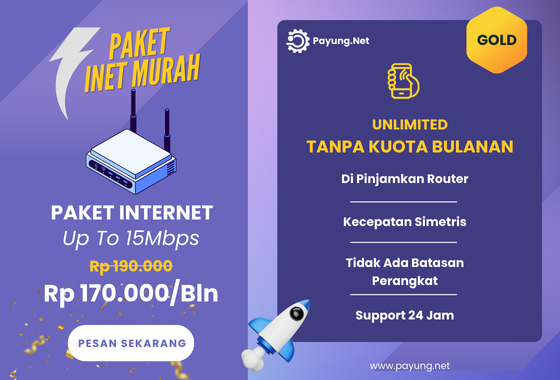 PAKET
INET MURAH
PAKET INTERNET
Up To 15Mbps
Rp 190.000
Rp 170.000/Bln
PESAN SEKARANG
Payung.Net
GOLD
UNLIMITED
TANPA KUOTA BULANAN
Di Pinjamkan Router
Kecepatan Simetris
Tidak Ada Batasan
Perangkat
Support 24 Jam
www.payung.net